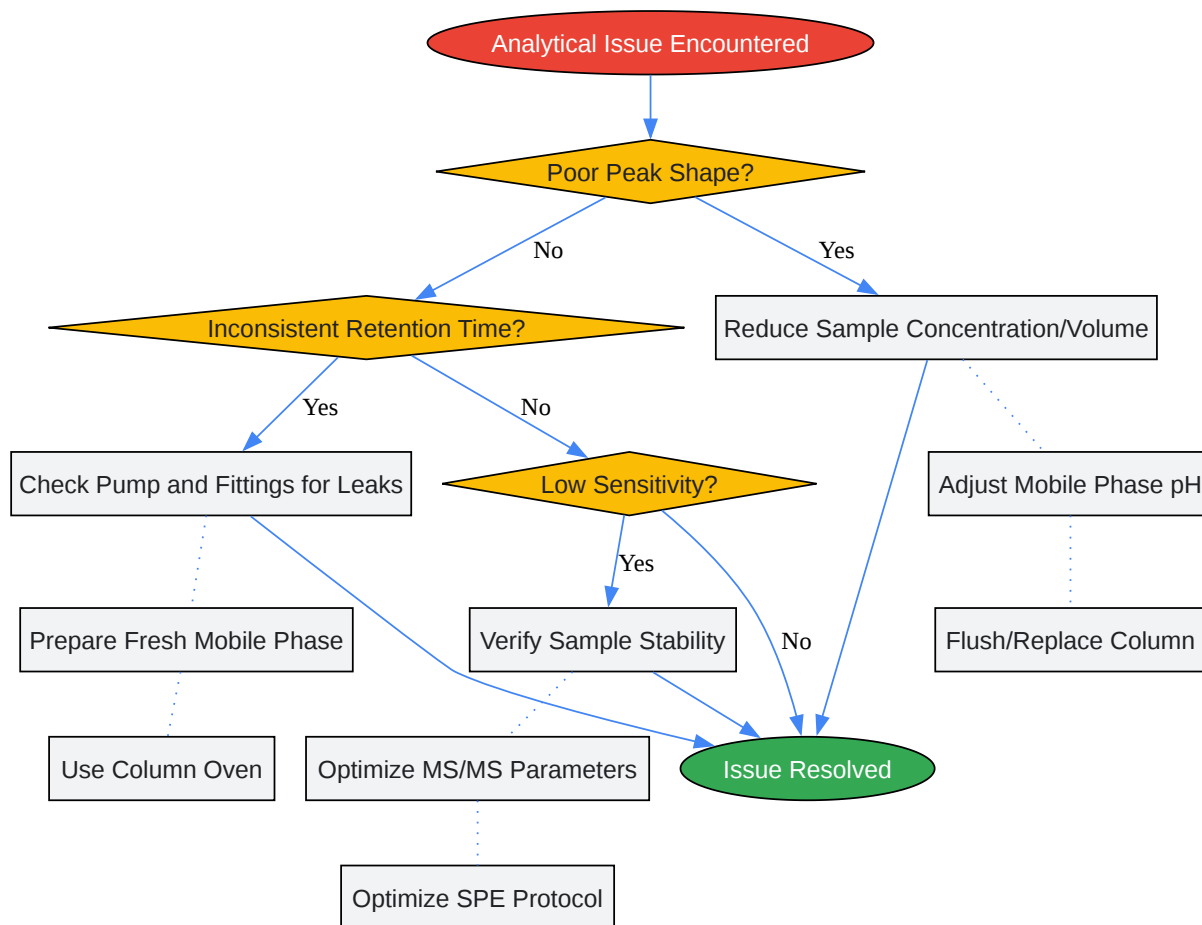 Analytical Issue Encountered
Poor Peak Shape?
No
Yes
Inconsistent Retention Time?
Reduce Sample Concentration/Volume
Yes
No
Check Pump and Fittings for Leaks
Low Sensitivity?
Adjust Mobile Phase pH
Yes
Prepare Fresh Mobile Phase
Verify Sample Stability
No
Flush/Replace Column
Use Column Oven
Optimize MS/MS Parameters
Issue Resolved
Optimize SPE Protocol